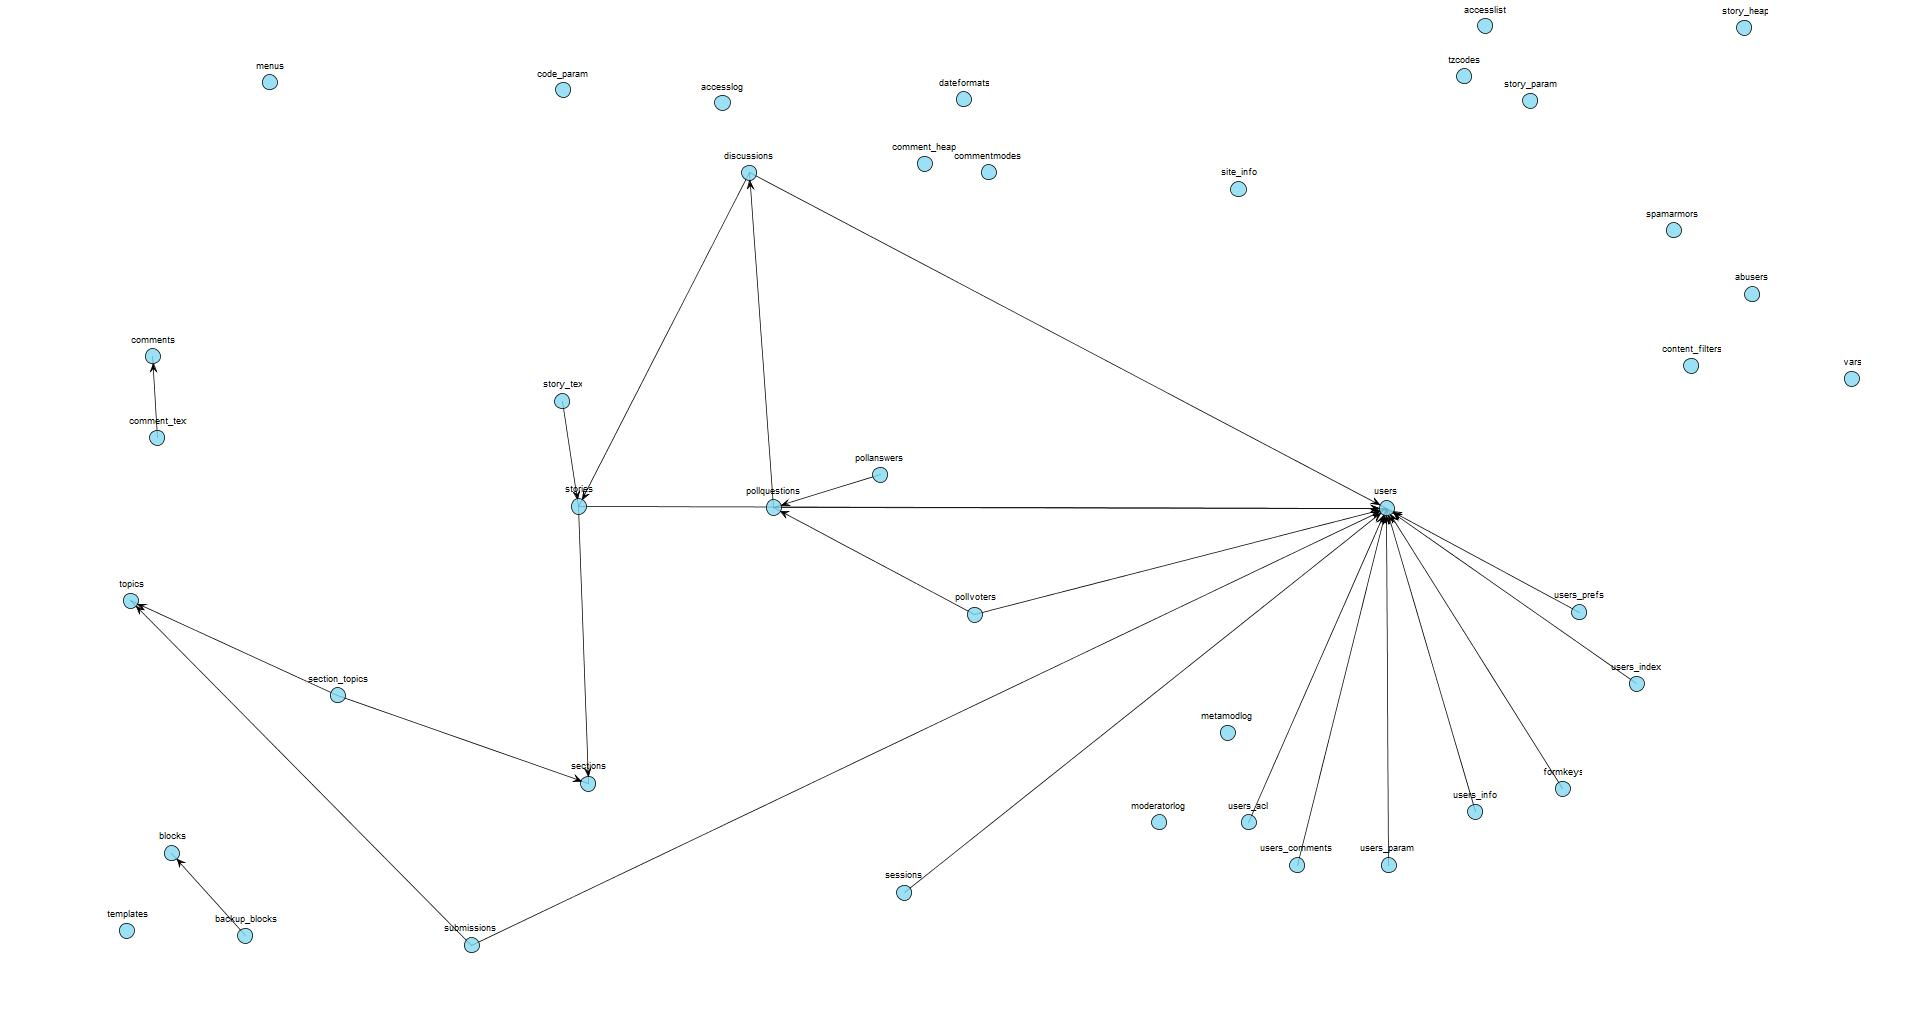 accesslist
story_heap
tzcodes
menus
code_param
dateformats
story_param
accesslog
comment_heap
discussions
commentmodes
site_info
spamarmors
abusers
comments
content_filters
vars
story_tex
comment_tex
pollanswers
stories
pollquestions
users
topics
users_prefs
pollvoters
users_index
section_topics
metamodlog
sections
formkeys
users_info
moderatorlog
users_acl
blocks
users_comments
users_param
sessions
templates
backup_blocks
submissions